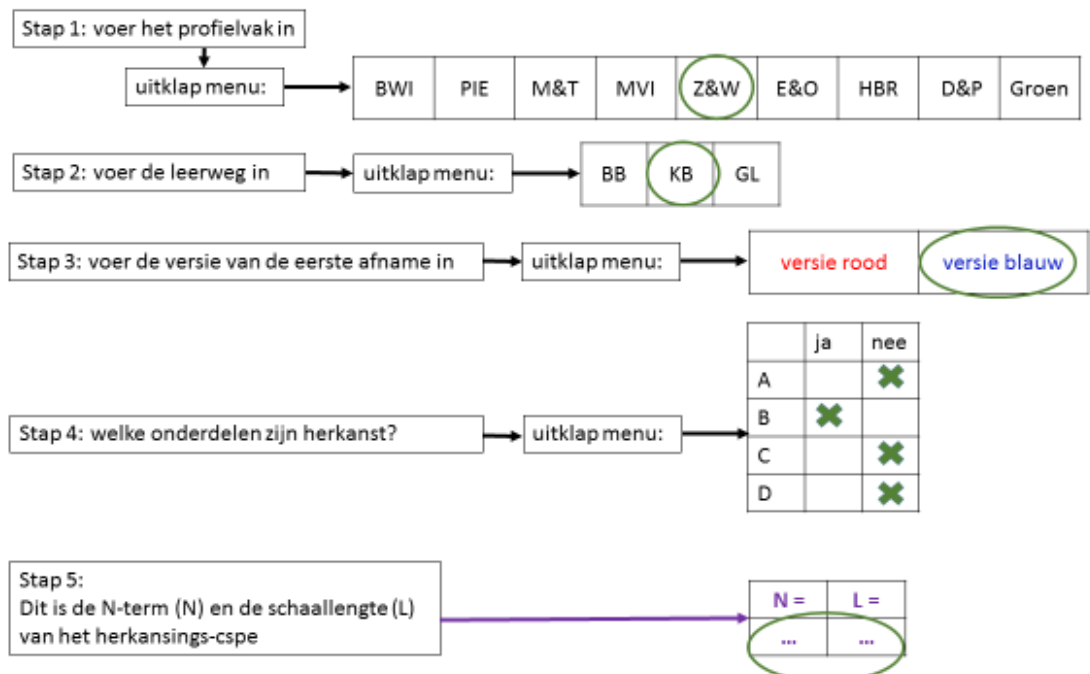 Stap 1: voer het profielvak in
uitklap menu:
BWI PIE M&T MVI Z&W E&O HBR D&P Groen
Stap 2: voer de leerweg in uitklap menu: BB KB GL
Stap 3: voer de versie van de eerste afname in uitklap menu: versie rood versie blauw
ja nee
A
B
Stap 4: welke onderdelen zijn herkanst? uitklap menu:
C
D
Stap 5:
Dit is de N-term (N) en de schaallengte (L)
van het herkansings-cspe
N = L =
... ...